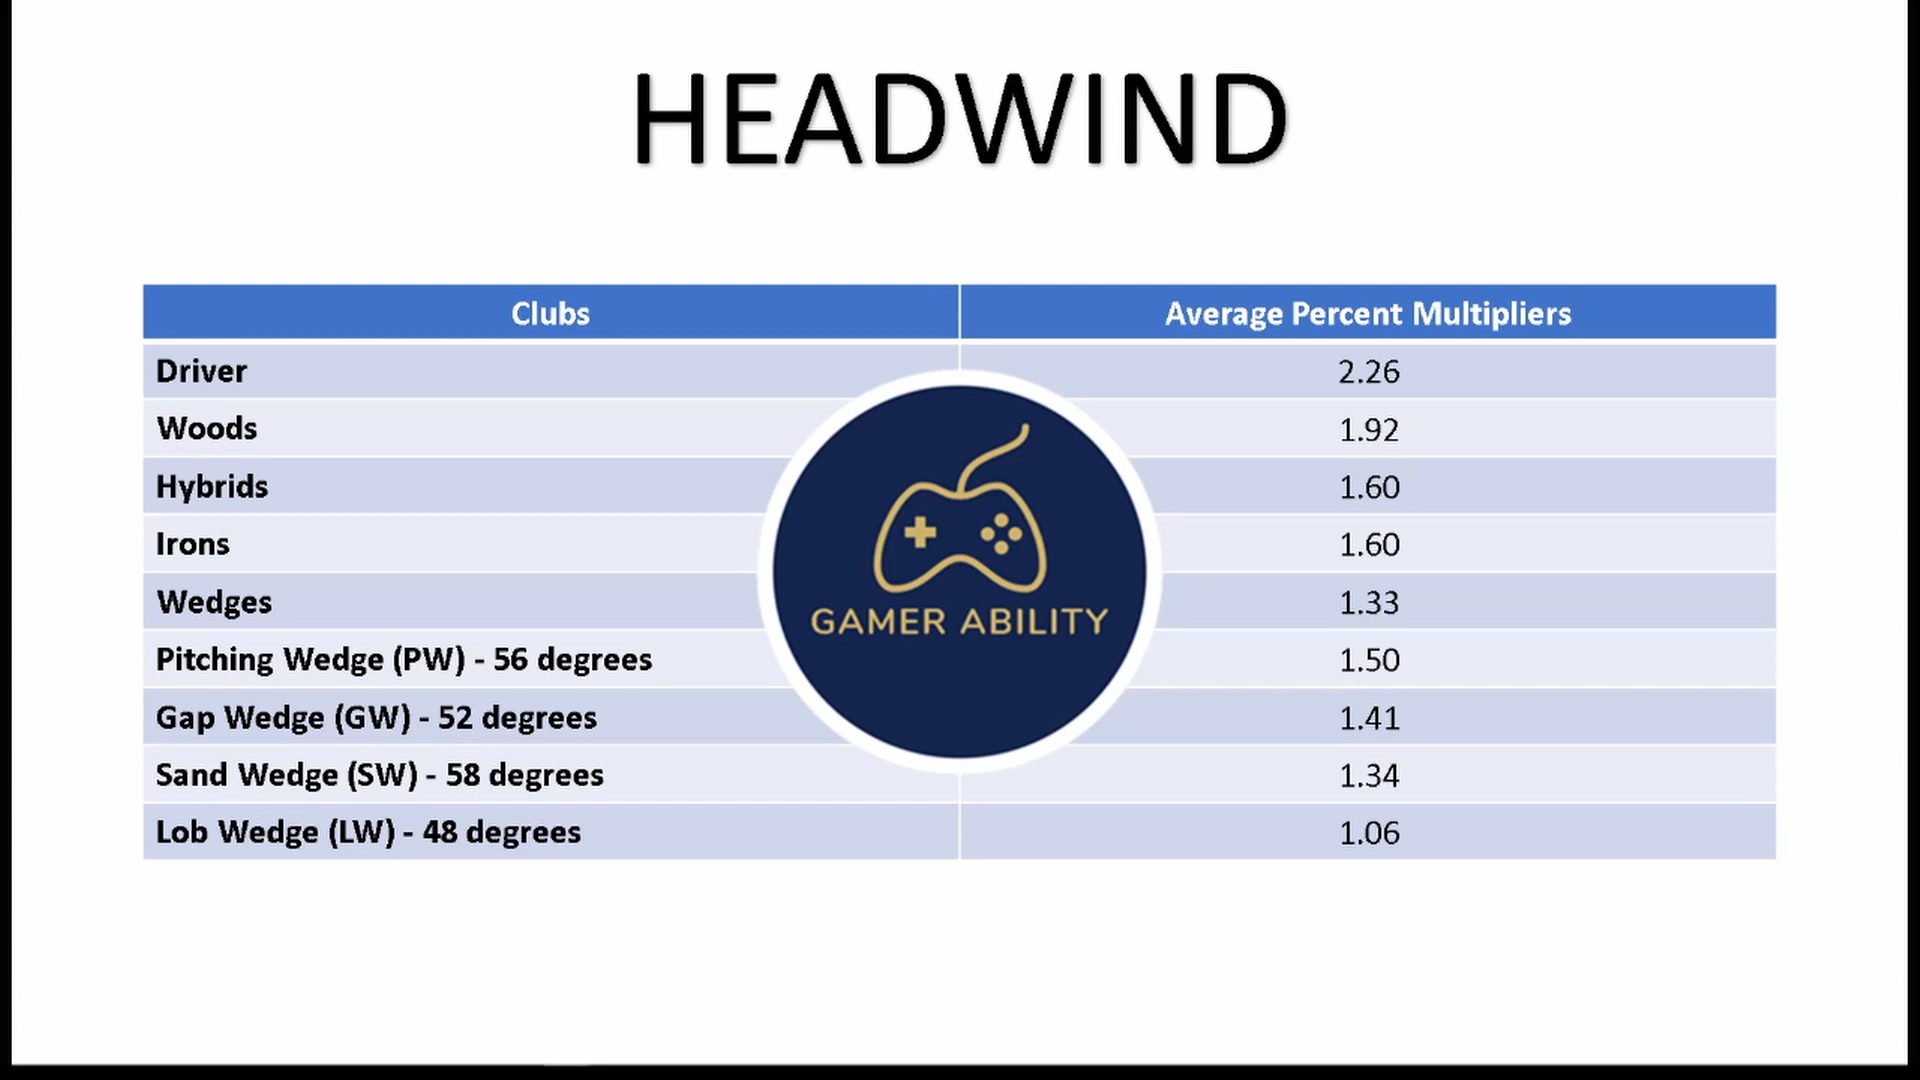 HEADWIND
Clubs Average Percent Multipliers
Driver 2.26
Woods 1.92
Hybrids 1.60
Irons 1.60
Wedges 1.33
Pitching Wedge (PW) - 56 degrees 1.50
Gap Wedge (GW) - 52 degrees 1.41
Sand Wedge (SW) - 58 degrees 1.34
Lob Wedge (LW) - 48 degrees 1.06
GAMER ABILITY